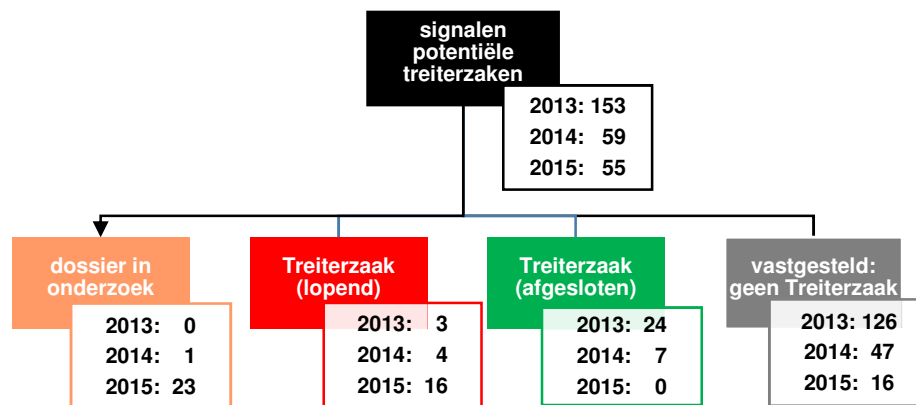 signalen
potentiële
treiterzaken
2013: 153
2014: 59
2015: 55
dossier in
onderzoek
2013: 0
2014: 1
2015: 23
Treiterzaak
(lopend)
2013: 3
2014: 4
2015: 16
Treiterzaak
(afgesloten)
2013: 24
2014: 7
2015: 0
vastgesteld:
geen Treiterzaak
2013: 126
2014: 47
2015: 16